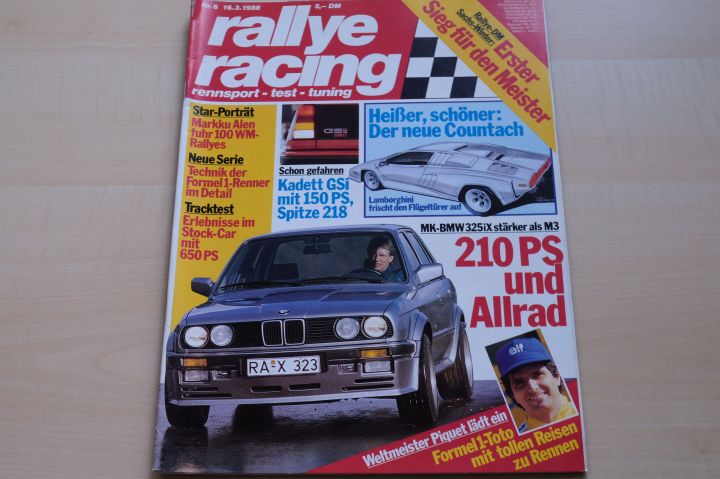 Nr. 6 16.3.1988 5,- DM
rallye
racing
rennsport - test - tuning
Rallye-DM
Sachs-Winter:
Erster
Sieg für den Meister
Star-Porträt
Markku Alen
fuhr 100 WM-
Rallyes
Neue Serie
Technik der
Formel 1-Renner
im Detail
Tracktest
Erlebnisse im
Stock-Car
mit
650 PS
GSi
Schon gefahren
Kadett GSi
mit 150 PS,
Spitze 218
Heißer, schöner:
Der neue Countach
Lamborghini
frischt den Flügeltürer auf
MK-BMW 325iX stärker als M3
210 PS
und
Allrad
RA-X 323
elf
Weltmeister Piquet lädt ein
Formel 1-Toto
mit tollen Reisen
zu Rennen